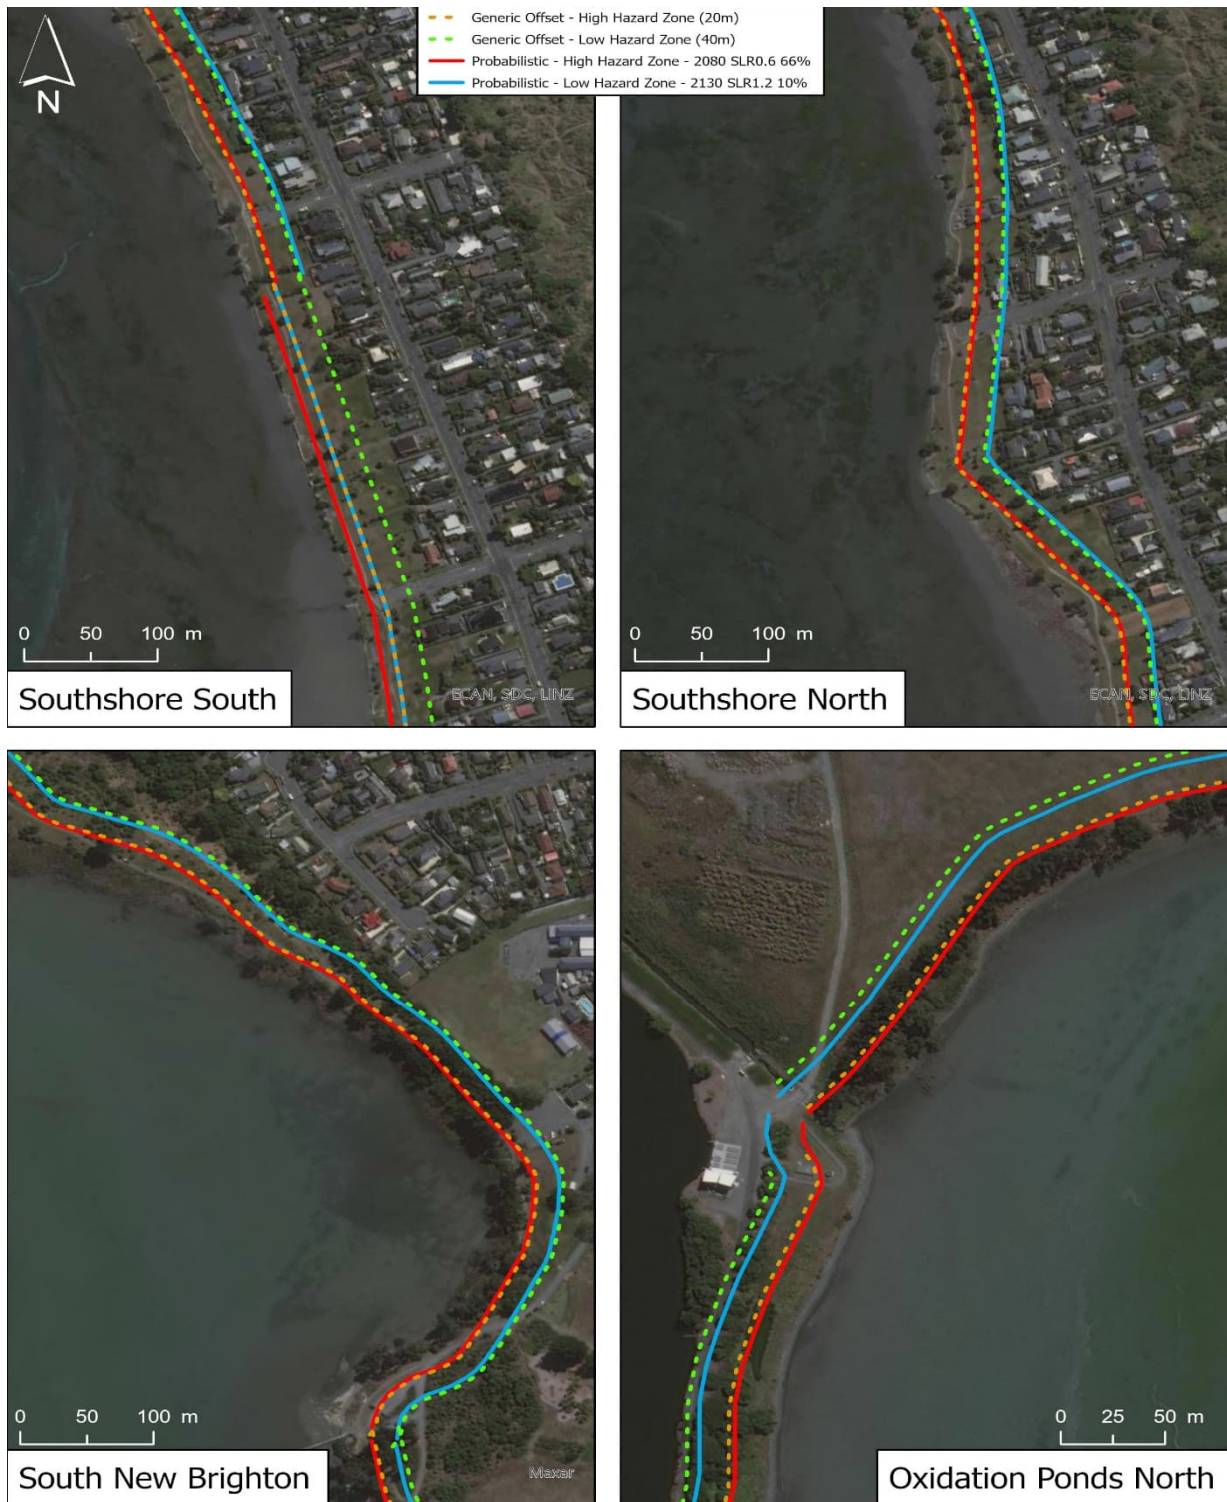 Generic Offset - High Hazard Zone (20m)
Generic Offset - Low Hazard Zone (40m)
Probabilistic - High Hazard Zone - 2080 SLR0.6 66%
Probabilistic - Low Hazard Zone - 2130 SLR1.2 10%
N
0 50 100 m
Southshore South
ECAN, SDC, LINZ
0 50 100 m
Southshore North
ECAN, SDC, LINZ
0 50 100 m
South New Brighton
Maxar
0 25 50 m
Oxidation Ponds North